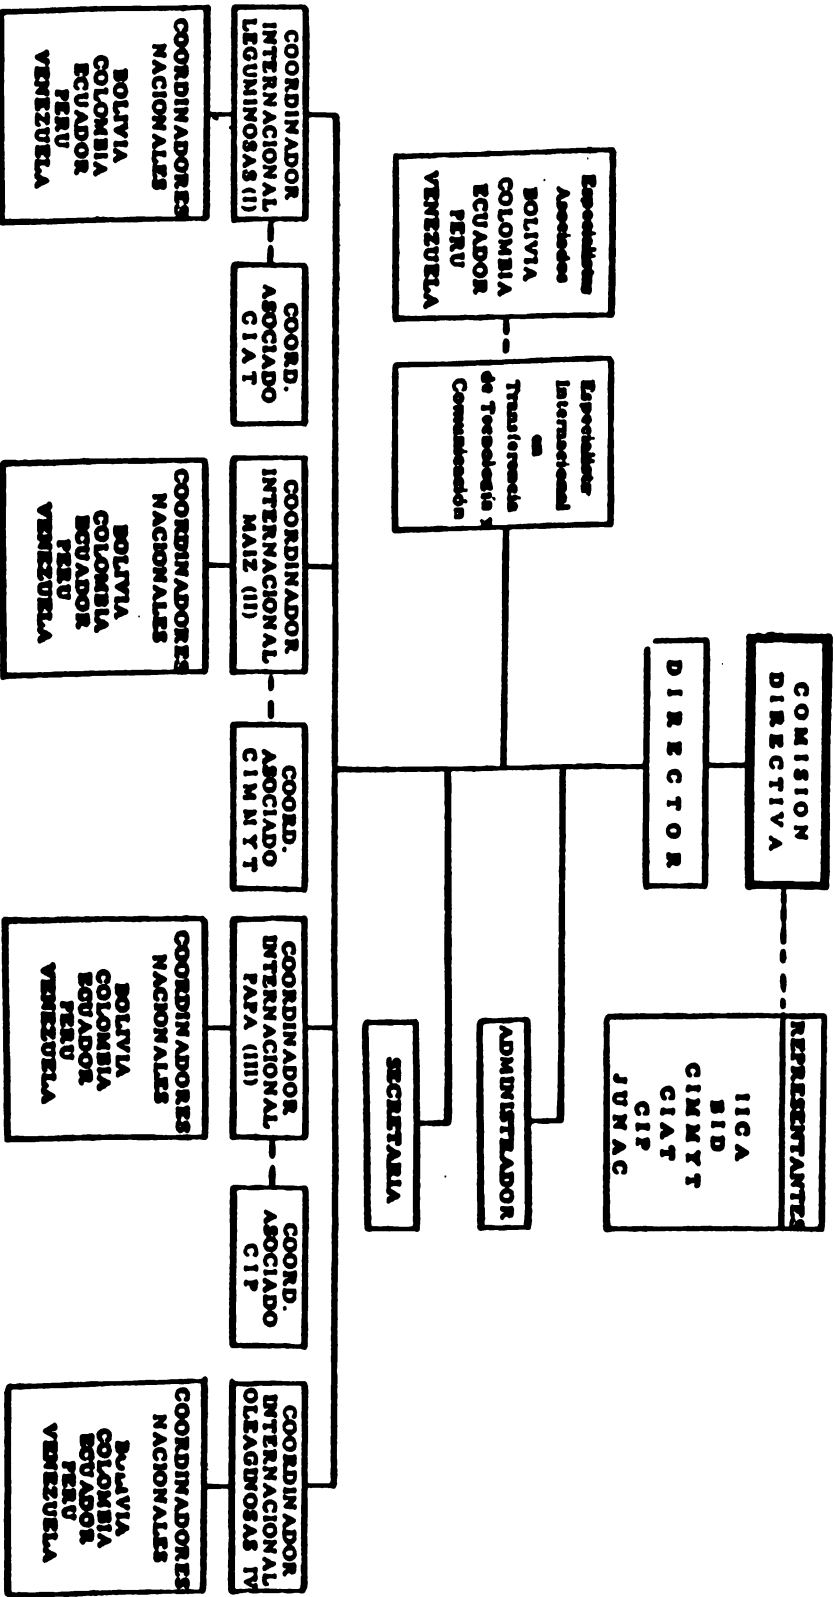 COMISION
DIRECTIVA
REPRESENTANTES
IICA
BID
CIMMYT
CIAT
CIP
JUNAC
DIRECTOR
ADMINISTRADOR
SECRETARIA
Especialistas
Asociados
BOLIVIA
COLOMBIA
ECUADOR
PERU
VENEZUELA
Especialista
Internacional
en
Transferencia
de Tecnología y
Comunicación
COORDINADOR
INTERNACIONAL
LEGUMINOSAS (I)
COORD.
ASOCIADO
CIAT
COORDINADOR
INTERNACIONAL
MAIZ (II)
COORD.
ASOCIADO
CIMNYT
COORDINADOR
INTERNACIONAL
PAPA (III)
COORD.
ASOCIADO
CIP
COORDINADOR
INTERNACIONAL
OLEAGNOSAS IV
COORDINADORES
NACIONALES
BOLIVIA
COLOMBIA
ECUADOR
PERU
VENEZUELA
COORDINADORES
NACIONALES
BOLIVIA
COLOMBIA
ECUADOR
PERU
VENEZUELA
COORDINADORES
NACIONALES
BOLIVIA
COLOMBIA
ECUADOR
PERU
VENEZUELA
COORDINADORES
NACIONALES
BOLIVIA
COLOMBIA
ECUADOR
PERU
VENEZUELA